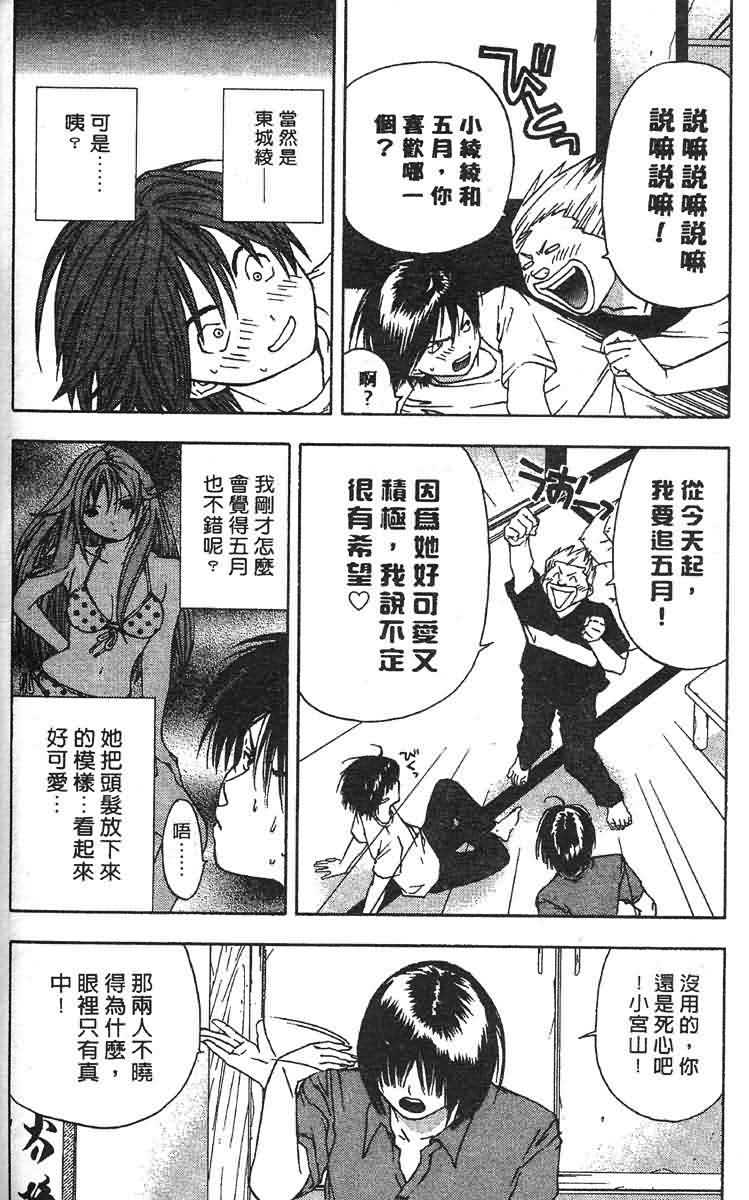 說嘛說嘛說嘛
說嘛說嘛！
小綾綾和
五月，你
喜歡哪一
個？
啊？
當然是
東城綾——
可是……
咦？
從今天起，
我要追五月！
因為她好可愛又
積極，我說不定
很有希望♡
我剛才怎麼
會覺得五月
也不錯呢？
她把頭髮放下來
的模樣…看起來
好可愛…
唔……
沒用的，你
還是死心吧
！小宮山！
那兩人不曉
得為什麼，
眼裡只有真
中！